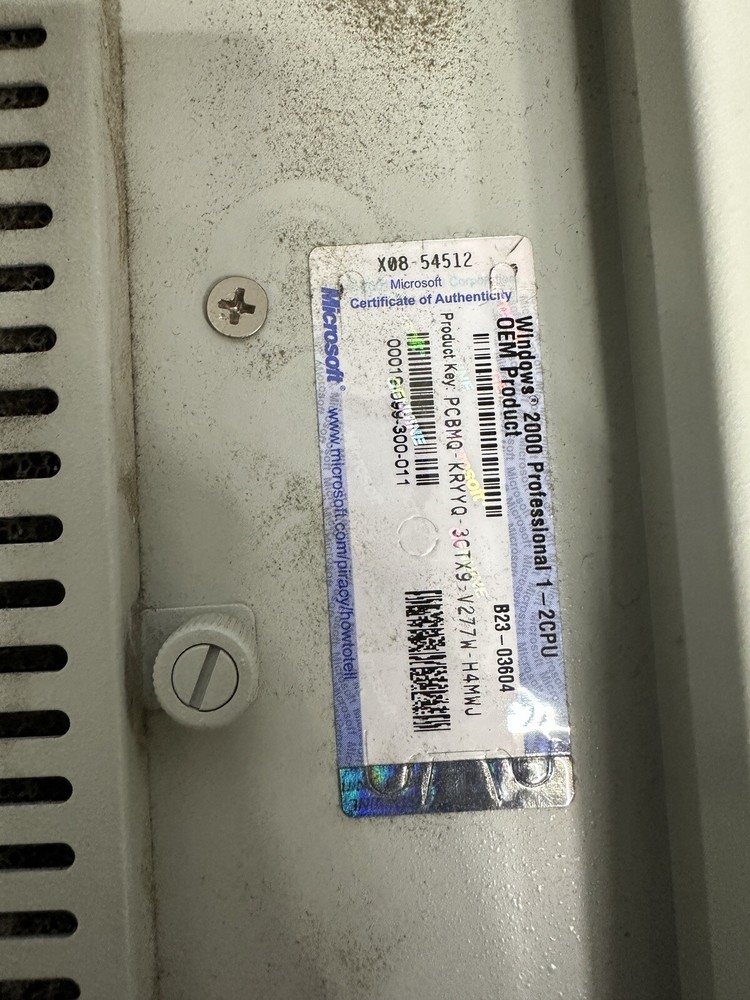 X08-54512
Microsoft Corporation
Certificate of Authenticity
Windows® 2000 Professional 1-2CPU
OEM Product
B23-03604
Product Key: PCBMQ-KRYYQ-3CTX9-V277W-H4MWJ
Microsoft®
www.microsoft.com/piracy/howtotell